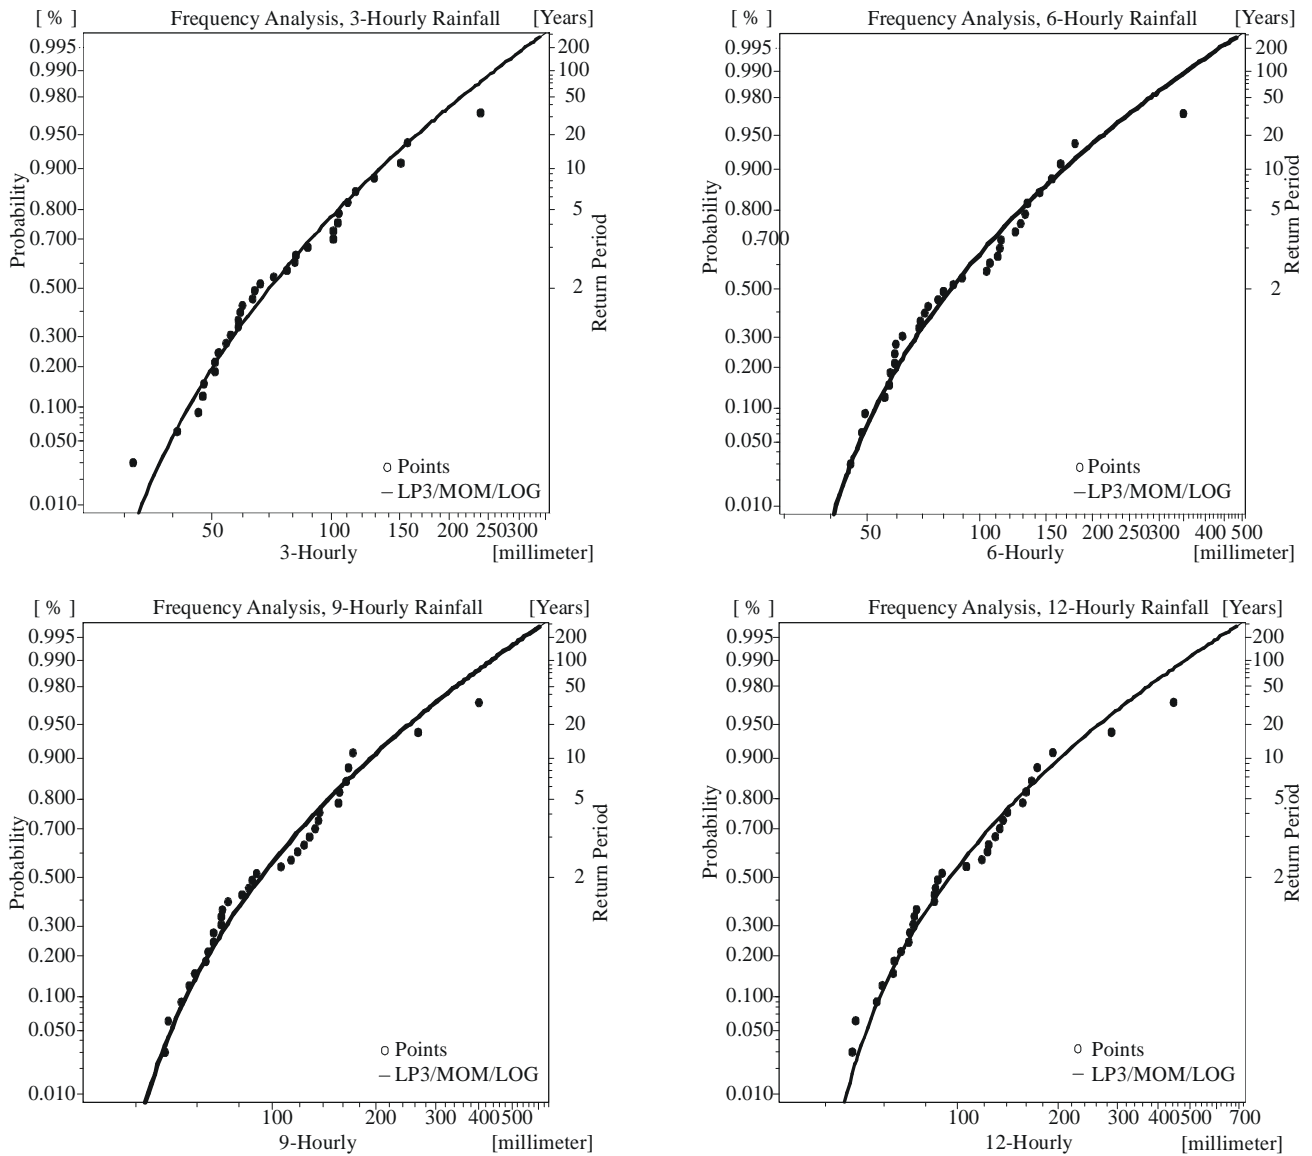 [ % ] Frequency Analysis, 3-Hourly Rainfall [Years]
0.995
0.990
0.980
0.950
0.900
0.800
0.700
0.500
0.300
0.200
0.100
0.050
0.010
Probability
200
100
50
20
10
5
2
Return Period
Points
LP3/MOM/LOG
50 100 150 200 250 300
3-Hourly [millimeter]
[ % ] Frequency Analysis, 6-Hourly Rainfall [Years]
0.995
0.990
0.980
0.950
0.900
0.800
0.700
0.500
0.300
0.200
0.100
0.050
0.010
Probability
200
100
50
20
10
5
2
Return Period
Points
LP3/MOM/LOG
50 100 150 200 250 300 400 500
6-Hourly [millimeter]
[ % ] Frequency Analysis, 9-Hourly Rainfall [Years]
0.995
0.990
0.980
0.950
0.900
0.800
0.700
0.500
0.300
0.200
0.100
0.050
0.010
Probability
200
100
50
20
10
5
2
Return Period
Points
LP3/MOM/LOG
100 200 300 400 500
9-Hourly [millimeter]
[ % ] Frequency Analysis, 12-Hourly Rainfall [Years]
0.995
0.990
0.980
0.950
0.900
0.800
0.700
0.500
0.300
0.200
0.100
0.050
0.010
Probability
200
100
50
20
10
5
2
Return Period
Points
LP3/MOM/LOG
100 200 300 400 500 700
12-Hourly [millimeter]